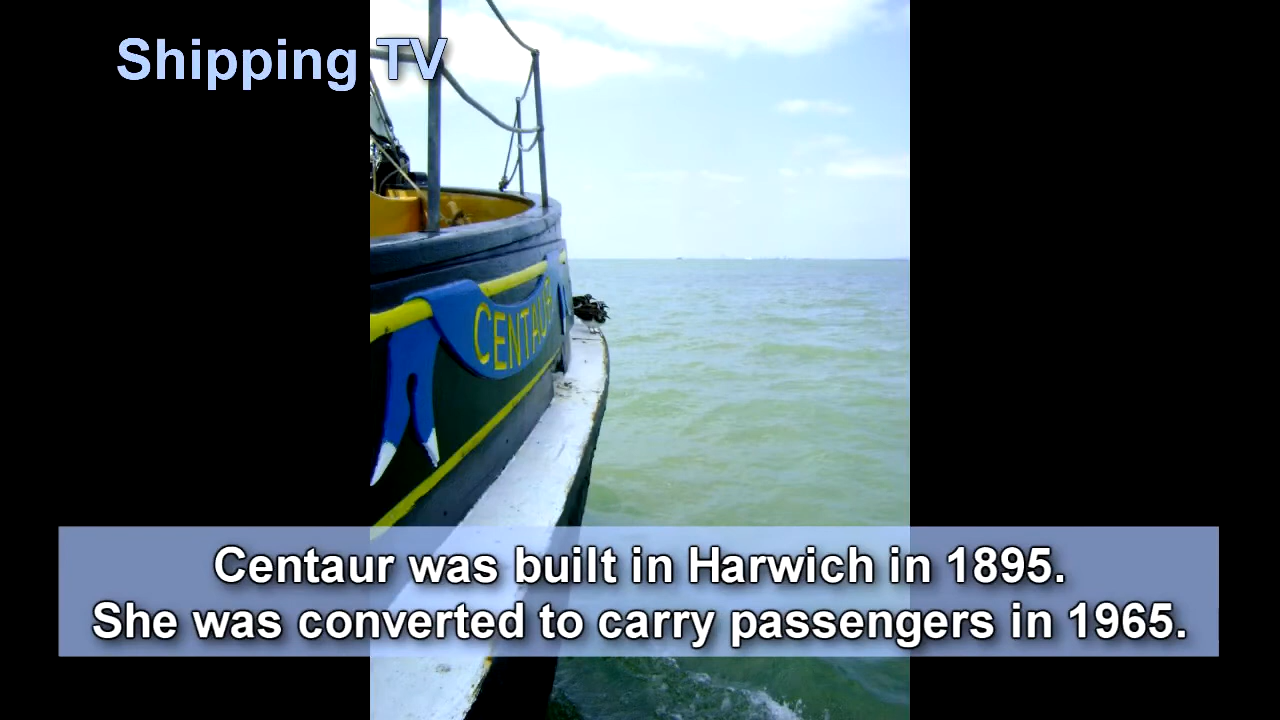 Shipping TV
CENTAUR
Centaur was built in Harwich in 1895.
She was converted to carry passengers in 1965.